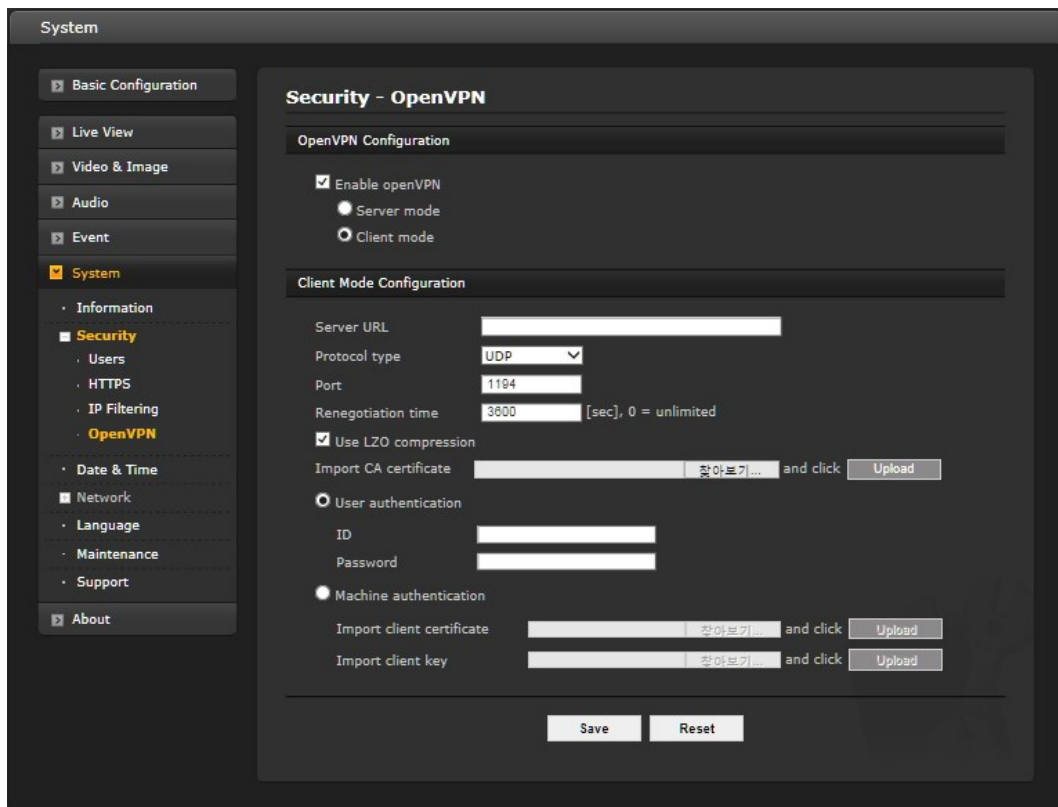 System
Basic Configuration
Live View
Video & Image
Audio
Event
System
Information
Security
Users
HTTPS
IP Filtering
OpenVPN
Date & Time
Network
Language
Maintenance
Support
About
Security - OpenVPN
OpenVPN Configuration
Enable openVPN
Server mode
Client mode
Client Mode Configuration
Server URL
Protocol type UDP
Port 1194
Renegotiation time 3600 [sec], 0 = unlimited
Use LZO compression
Import CA certificate 찾아보기... and click Upload
User authentication
ID
Password
Machine authentication
Import client certificate 찾아보기... and click Upload
Import client key 찾아보기... and click Upload
Save Reset